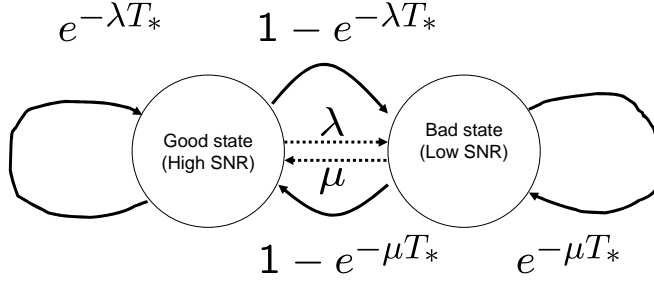 e^{-λT_*} 1 − e^{-λT_*}
Good state
(High SNR)
λ
μ
Bad state
(Low SNR)
1 − e^{-μT_*} e^{-μT_*}